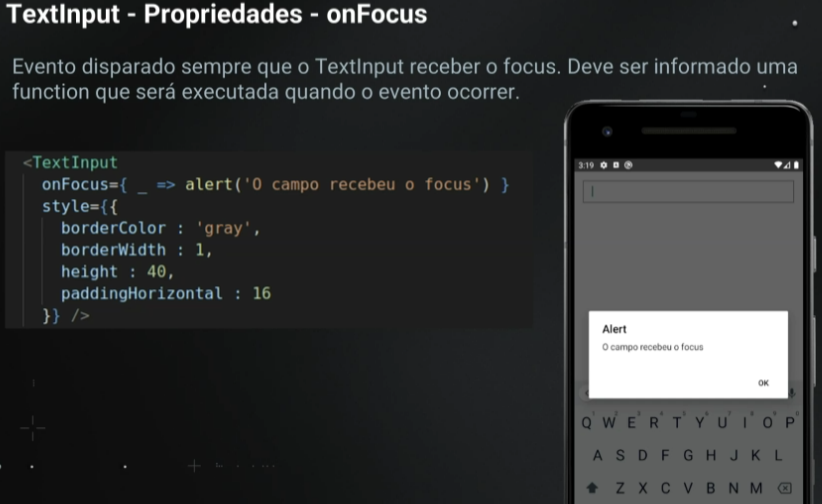 TextInput - Propriedades - onFocus
Evento disparado sempre que o TextInput receber o focus. Deve ser informado uma
function que será executada quando o evento ocorrer.
<TextInput
onFocus={ _ => alert('O campo recebeu o focus') }
style={{
borderColor : 'gray',
borderWidth : 1,
height : 40,
paddingHorizontal : 16
}} />
3:19
Alert
O campo recebeu o focus
OK
Q W E R T Y U I O P
A S D F G H J K L
Z X C V B N M